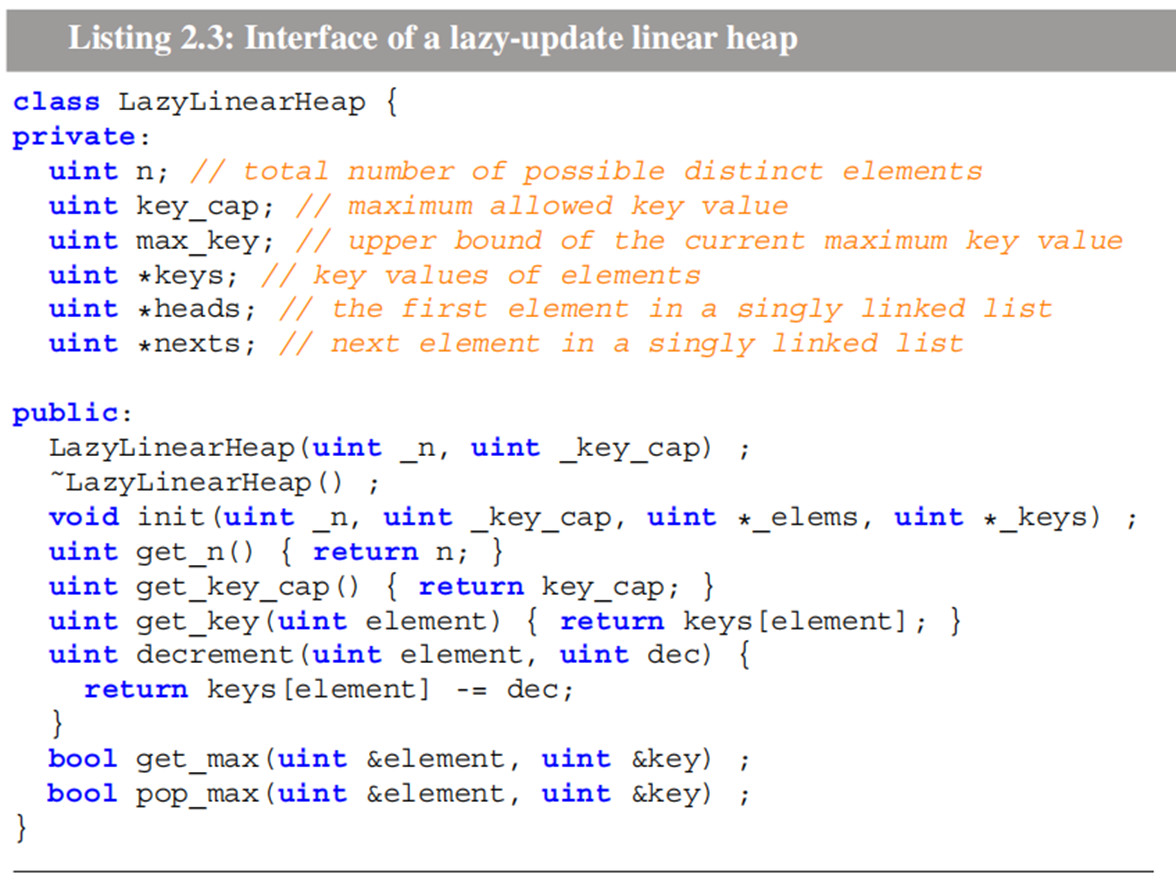 Listing 2.3: Interface of a lazy-update linear heap
class LazyLinearHeap {
private:
  uint n; // total number of possible distinct elements
  uint key_cap; // maximum allowed key value
  uint max_key; // upper bound of the current maximum key value
  uint *keys; // key values of elements
  uint *heads; // the first element in a singly linked list
  uint *nexts; // next element in a singly linked list

public:
  LazyLinearHeap(uint _n, uint _key_cap) ;
  ~LazyLinearHeap() ;
  void init(uint _n, uint _key_cap, uint *_elems, uint *_keys) ;
  uint get_n() { return n; }
  uint get_key_cap() { return key_cap; }
  uint get_key(uint element) { return keys[element]; }
  uint decrement(uint element, uint dec) {
    return keys[element] -= dec;
  }
  bool get_max(uint &element, uint &key) ;
  bool pop_max(uint &element, uint &key) ;
}